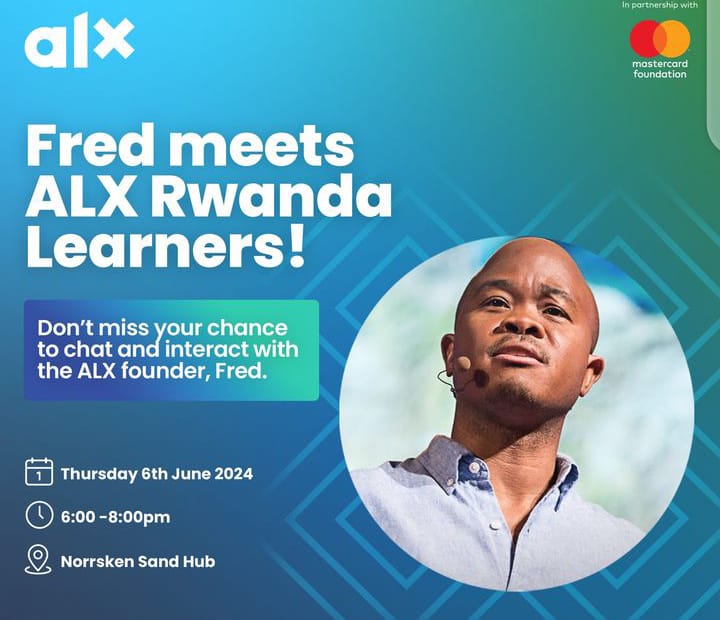 alx
In partnership with
mastercard
foundation
Fred meets
ALX Rwanda
Learners!
Don't miss your chance
to chat and interact with
the ALX founder, Fred.
1
Thursday 6th June 2024
6:00 -8:00pm
Norrsken Sand Hub